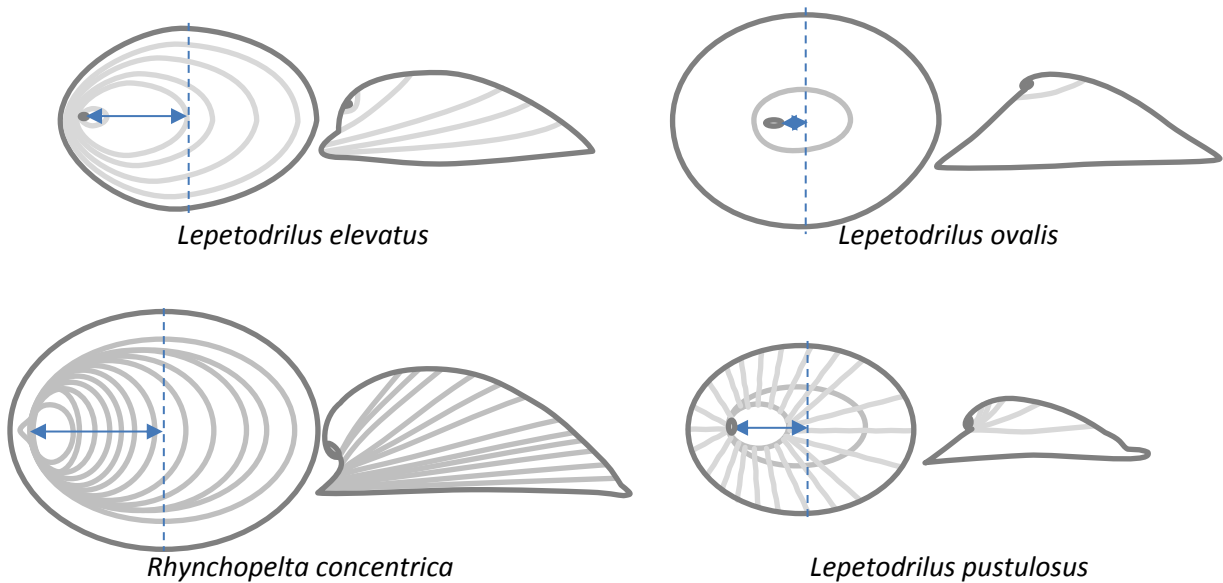 Lepetodrilus elevatus
Lepetodrilus ovalis
Rhynchopelta concentrica
Lepetodrilus pustulosus